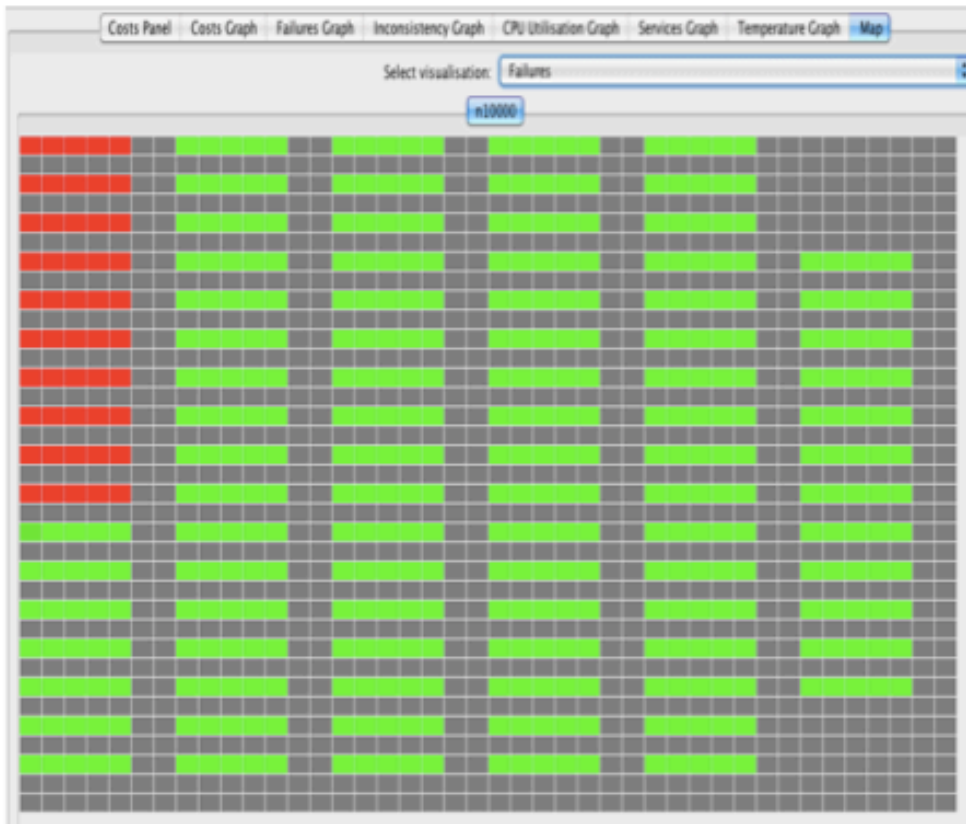 Costs Panel Costs Graph Failures Graph Inconsistency Graph CPU Utilisation Graph Services Graph Temperature Graph Map
Select visualisation: Failures
n10000